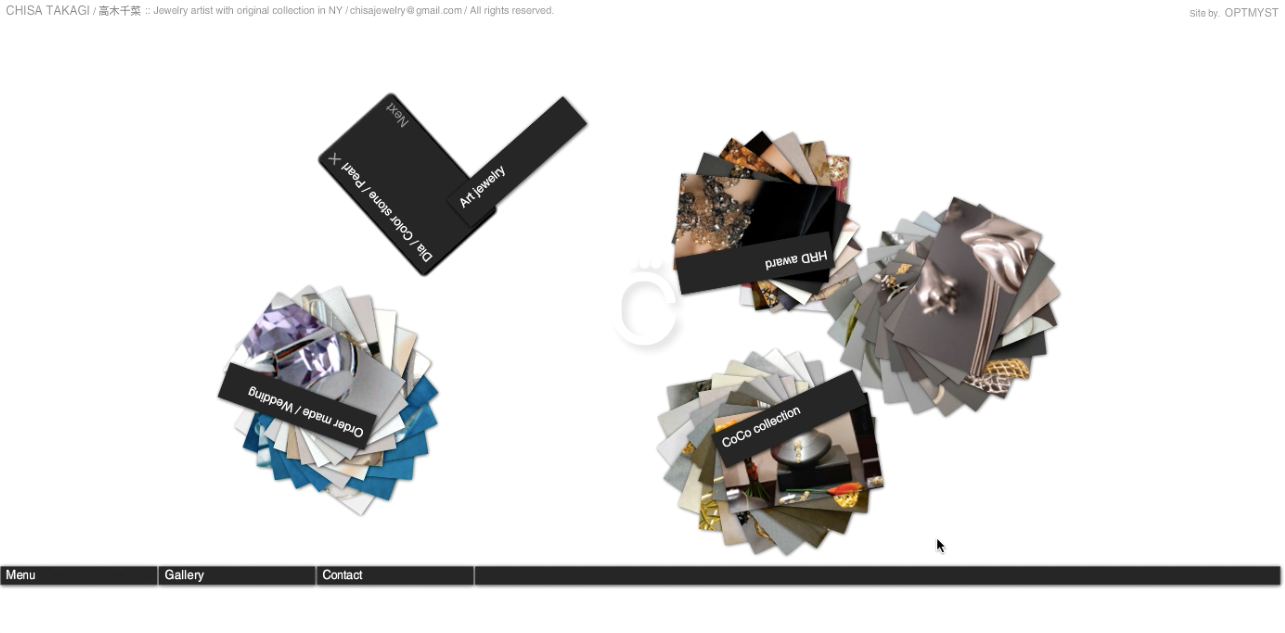 CHISA TAKAGI / 高木千菜 :: Jewelry artist with original collection in NY / chisajewelry@gmail.com / All rights reserved.
Site by. OPTMYST
Next
X
Dia / Color stone / Pearl
Art jewelry
HRD award
Order made / Wedding
CoCo collection
C̈
Menu
Gallery
Contact